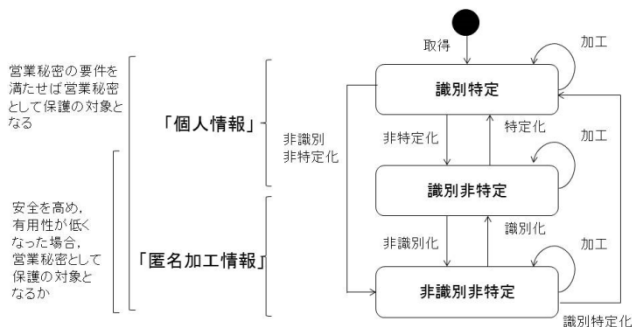 取得
加工
識別特定
営業秘密の要件を
満たせば営業秘密
として保護の対象と
なる
「個人情報」
非識別
非特定化
非特定化
特定化
加工
識別非特定
安全を高め，
有用性が低く
なった場合，
営業秘密として
保護の対象と
なるか
「匿名加工情報」
非識別化
識別化
加工
非識別非特定
識別特定化